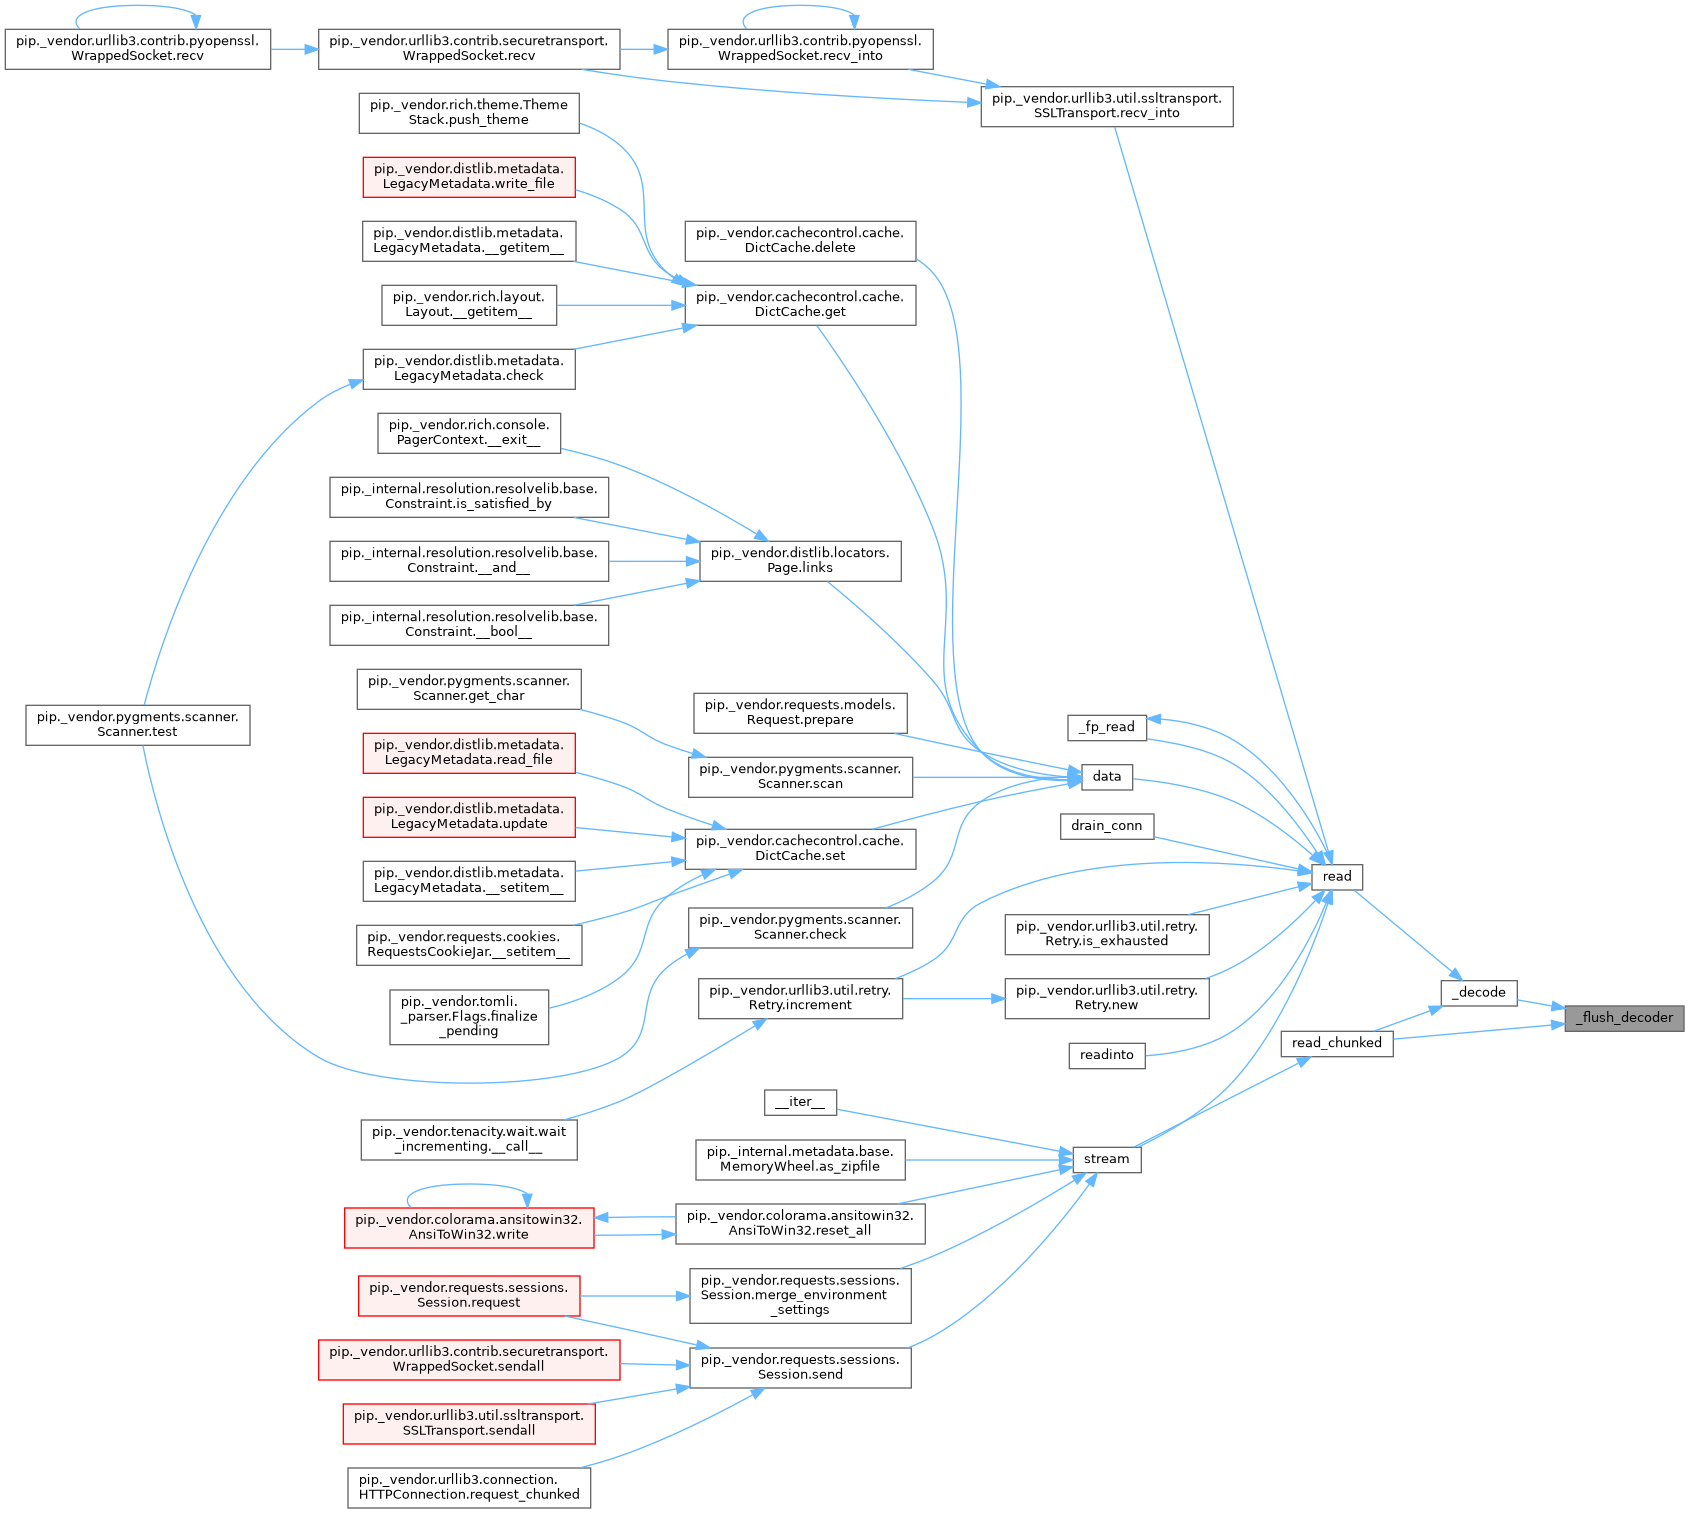 pip._vendor.urllib3.contrib.pyopenssl.
WrappedSocket.recv
pip._vendor.urllib3.contrib.securetransport.
WrappedSocket.recv
pip._vendor.urllib3.contrib.pyopenssl.
WrappedSocket.recv_into
pip._vendor.urllib3.util.ssltransport.
SSLTransport.recv_into
pip._vendor.rich.theme.Theme
Stack.push_theme
pip._vendor.distlib.metadata.
LegacyMetadata.write_file
pip._vendor.distlib.metadata.
LegacyMetadata.__getitem__
pip._vendor.cachecontrol.cache.
DictCache.delete
pip._vendor.rich.layout.
Layout.__getitem__
pip._vendor.cachecontrol.cache.
DictCache.get
pip._vendor.distlib.metadata.
LegacyMetadata.check
pip._vendor.rich.console.
PagerContext.__exit__
pip._internal.resolution.resolvelib.base.
Constraint.is_satisfied_by
pip._internal.resolution.resolvelib.base.
Constraint.__and__
pip._vendor.distlib.locators.
Page.links
pip._internal.resolution.resolvelib.base.
Constraint.__bool__
pip._vendor.pygments.scanner.
Scanner.get_char
pip._vendor.requests.models.
Request.prepare
pip._vendor.pygments.scanner.
Scanner.test
_fp_read
pip._vendor.distlib.metadata.
LegacyMetadata.read_file
pip._vendor.pygments.scanner.
Scanner.scan
data
pip._vendor.distlib.metadata.
LegacyMetadata.update
drain_conn
pip._vendor.cachecontrol.cache.
DictCache.set
read
pip._vendor.distlib.metadata.
LegacyMetadata.__setitem__
pip._vendor.pygments.scanner.
Scanner.check
pip._vendor.urllib3.util.retry.
Retry.is_exhausted
pip._vendor.requests.cookies.
RequestsCookieJar.__setitem__
pip._vendor.urllib3.util.retry.
Retry.increment
pip._vendor.urllib3.util.retry.
Retry.new
_decode
pip._vendor.tomli.
_parser.Flags.finalize
_pending
_flush_decoder
read_chunked
readinto
__iter__
pip._vendor.tenacity.wait.wait
_incrementing.__call__
pip._internal.metadata.base.
MemoryWheel.as_zipfile
stream
pip._vendor.colorama.ansitowin32.
AnsiToWin32.write
pip._vendor.colorama.ansitowin32.
AnsiToWin32.reset_all
pip._vendor.requests.sessions.
Session.request
pip._vendor.requests.sessions.
Session.merge_environment
_settings
pip._vendor.urllib3.contrib.securetransport.
WrappedSocket.sendall
pip._vendor.requests.sessions.
Session.send
pip._vendor.urllib3.util.ssltransport.
SSLTransport.sendall
pip._vendor.urllib3.connection.
HTTPConnection.request_chunked